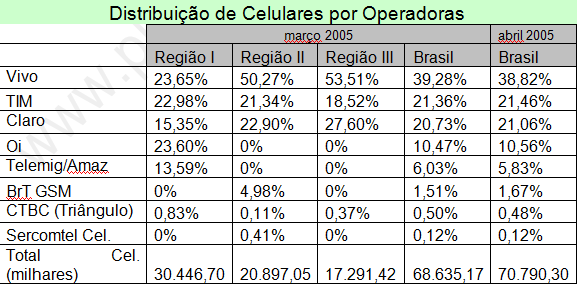 Distribuição de Celulares por Operadoras
março 2005 abril 2005
Região I Região II Região III Brasil Brasil
Vivo 23,65% 50,27% 53,51% 39,28% 38,82%
TIM 22,98% 21,34% 18,52% 21,36% 21,46%
Claro 15,35% 22,90% 27,60% 20,73% 21,06%
Oi 23,60% 0% 0% 10,47% 10,56%
Telemig/Amaz 13,59% 0% 0% 6,03% 5,83%
BrT GSM 0% 4,98% 0% 1,51% 1,67%
CTBC (Triângulo) 0,83% 0,11% 0,37% 0,50% 0,48%
Sercomtel Cel. 0% 0,41% 0% 0,12% 0,12%
Total Cel.
(milhares) 30.446,70 20.897,05 17.291,42 68.635,17 70.790,30